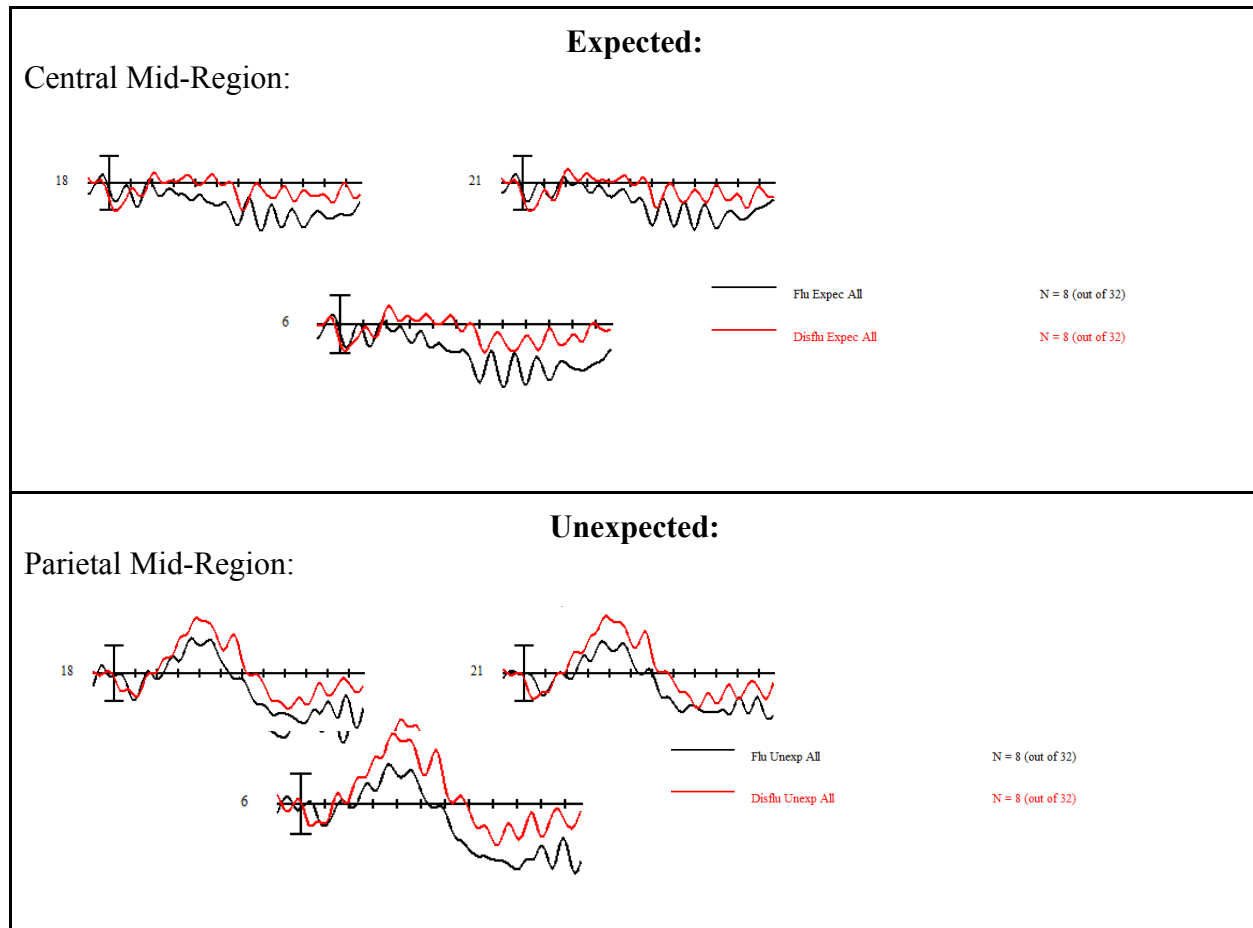 Expected:
Central Mid-Region:
18
21
6
Flu Expec All N = 8 (out of 32)
Disflu Expec All N = 8 (out of 32)
Unexpected:
Parietal Mid-Region:
18
21
6
Flu Unexp All N = 8 (out of 32)
Disflu Unexp All N = 8 (out of 32)